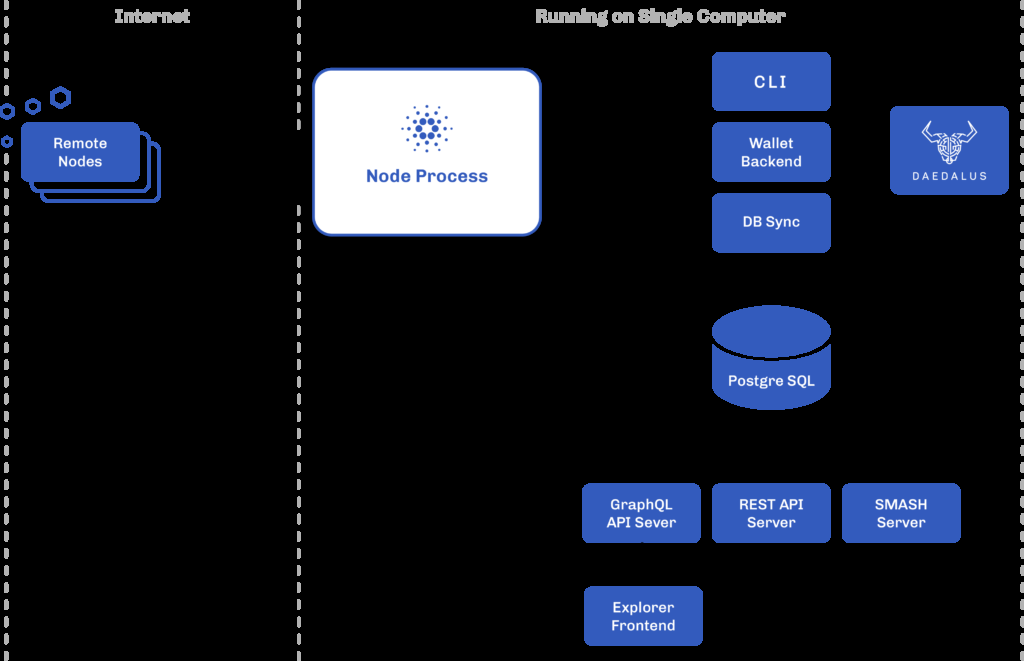 Internet
Running on Single Computer
CLI
Remote
Nodes
Node Process
Wallet
Backend
DAEDALUS
DB Sync
Postgre SQL
GraphQL
API Sever
REST API
Server
SMASH
Server
Explorer
Frontend